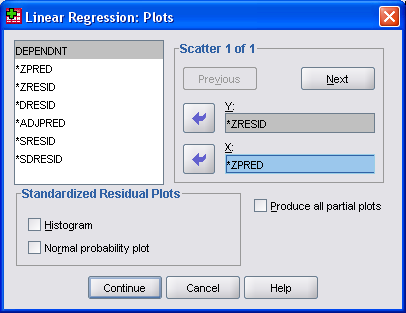 Linear Regression: Plots
DEPENDNT
*ZPRED
*ZRESID
*DRESID
*ADJPRED
*SRESID
*SDRESID
Scatter 1 of 1
Previous
Next
Y:
*ZRESID
X:
*ZPRED
Standardized Residual Plots
Histogram
Normal probability plot
Produce all partial plots
Continue
Cancel
Help